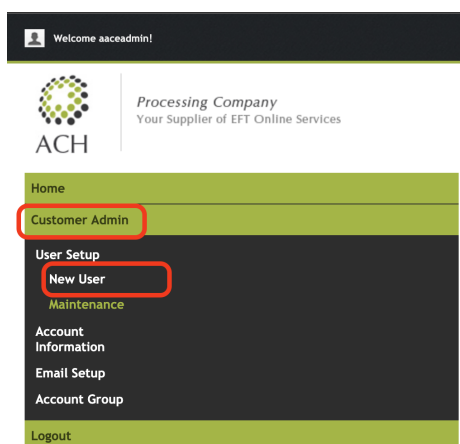 Welcome aaceadmin!
Processing Company
Your Supplier of EFT Online Services
ACH
Home
Customer Admin
User Setup
New User
Maintenance
Account
Information
Email Setup
Account Group
Logout